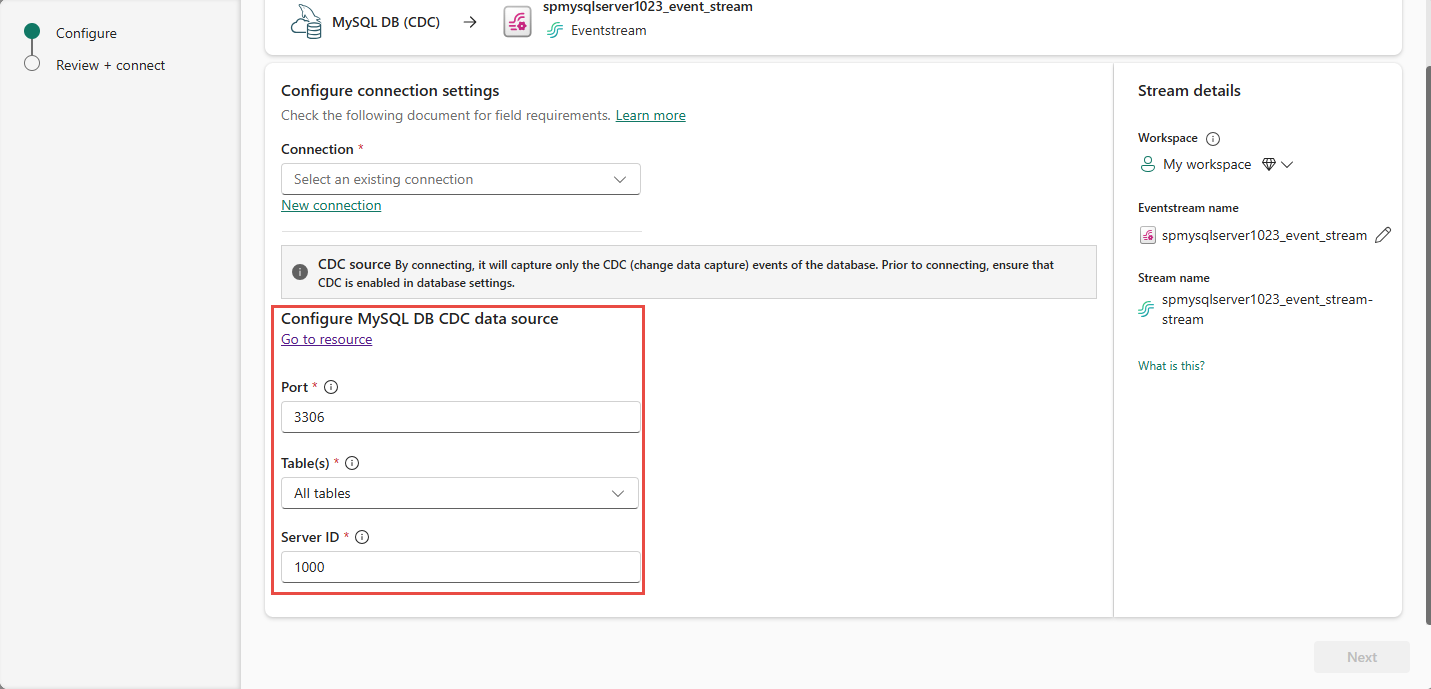 Configure
Review + connect
MySQL DB (CDC)
spmysqlserver1023_event_stream
Eventstream
Configure connection settings
Check the following document for field requirements. Learn more
Connection *
Select an existing connection
New connection
CDC source By connecting, it will capture only the CDC (change data capture) events of the database. Prior to connecting, ensure that
CDC is enabled in database settings.
Configure MySQL DB CDC data source
Go to resource
Port *
3306
Table(s) *
All tables
Server ID *
1000
Stream details
Workspace
My workspace
Eventstream name
spmysqlserver1023_event_stream
Stream name
spmysqlserver1023_event_stream-
stream
What is this?
Next